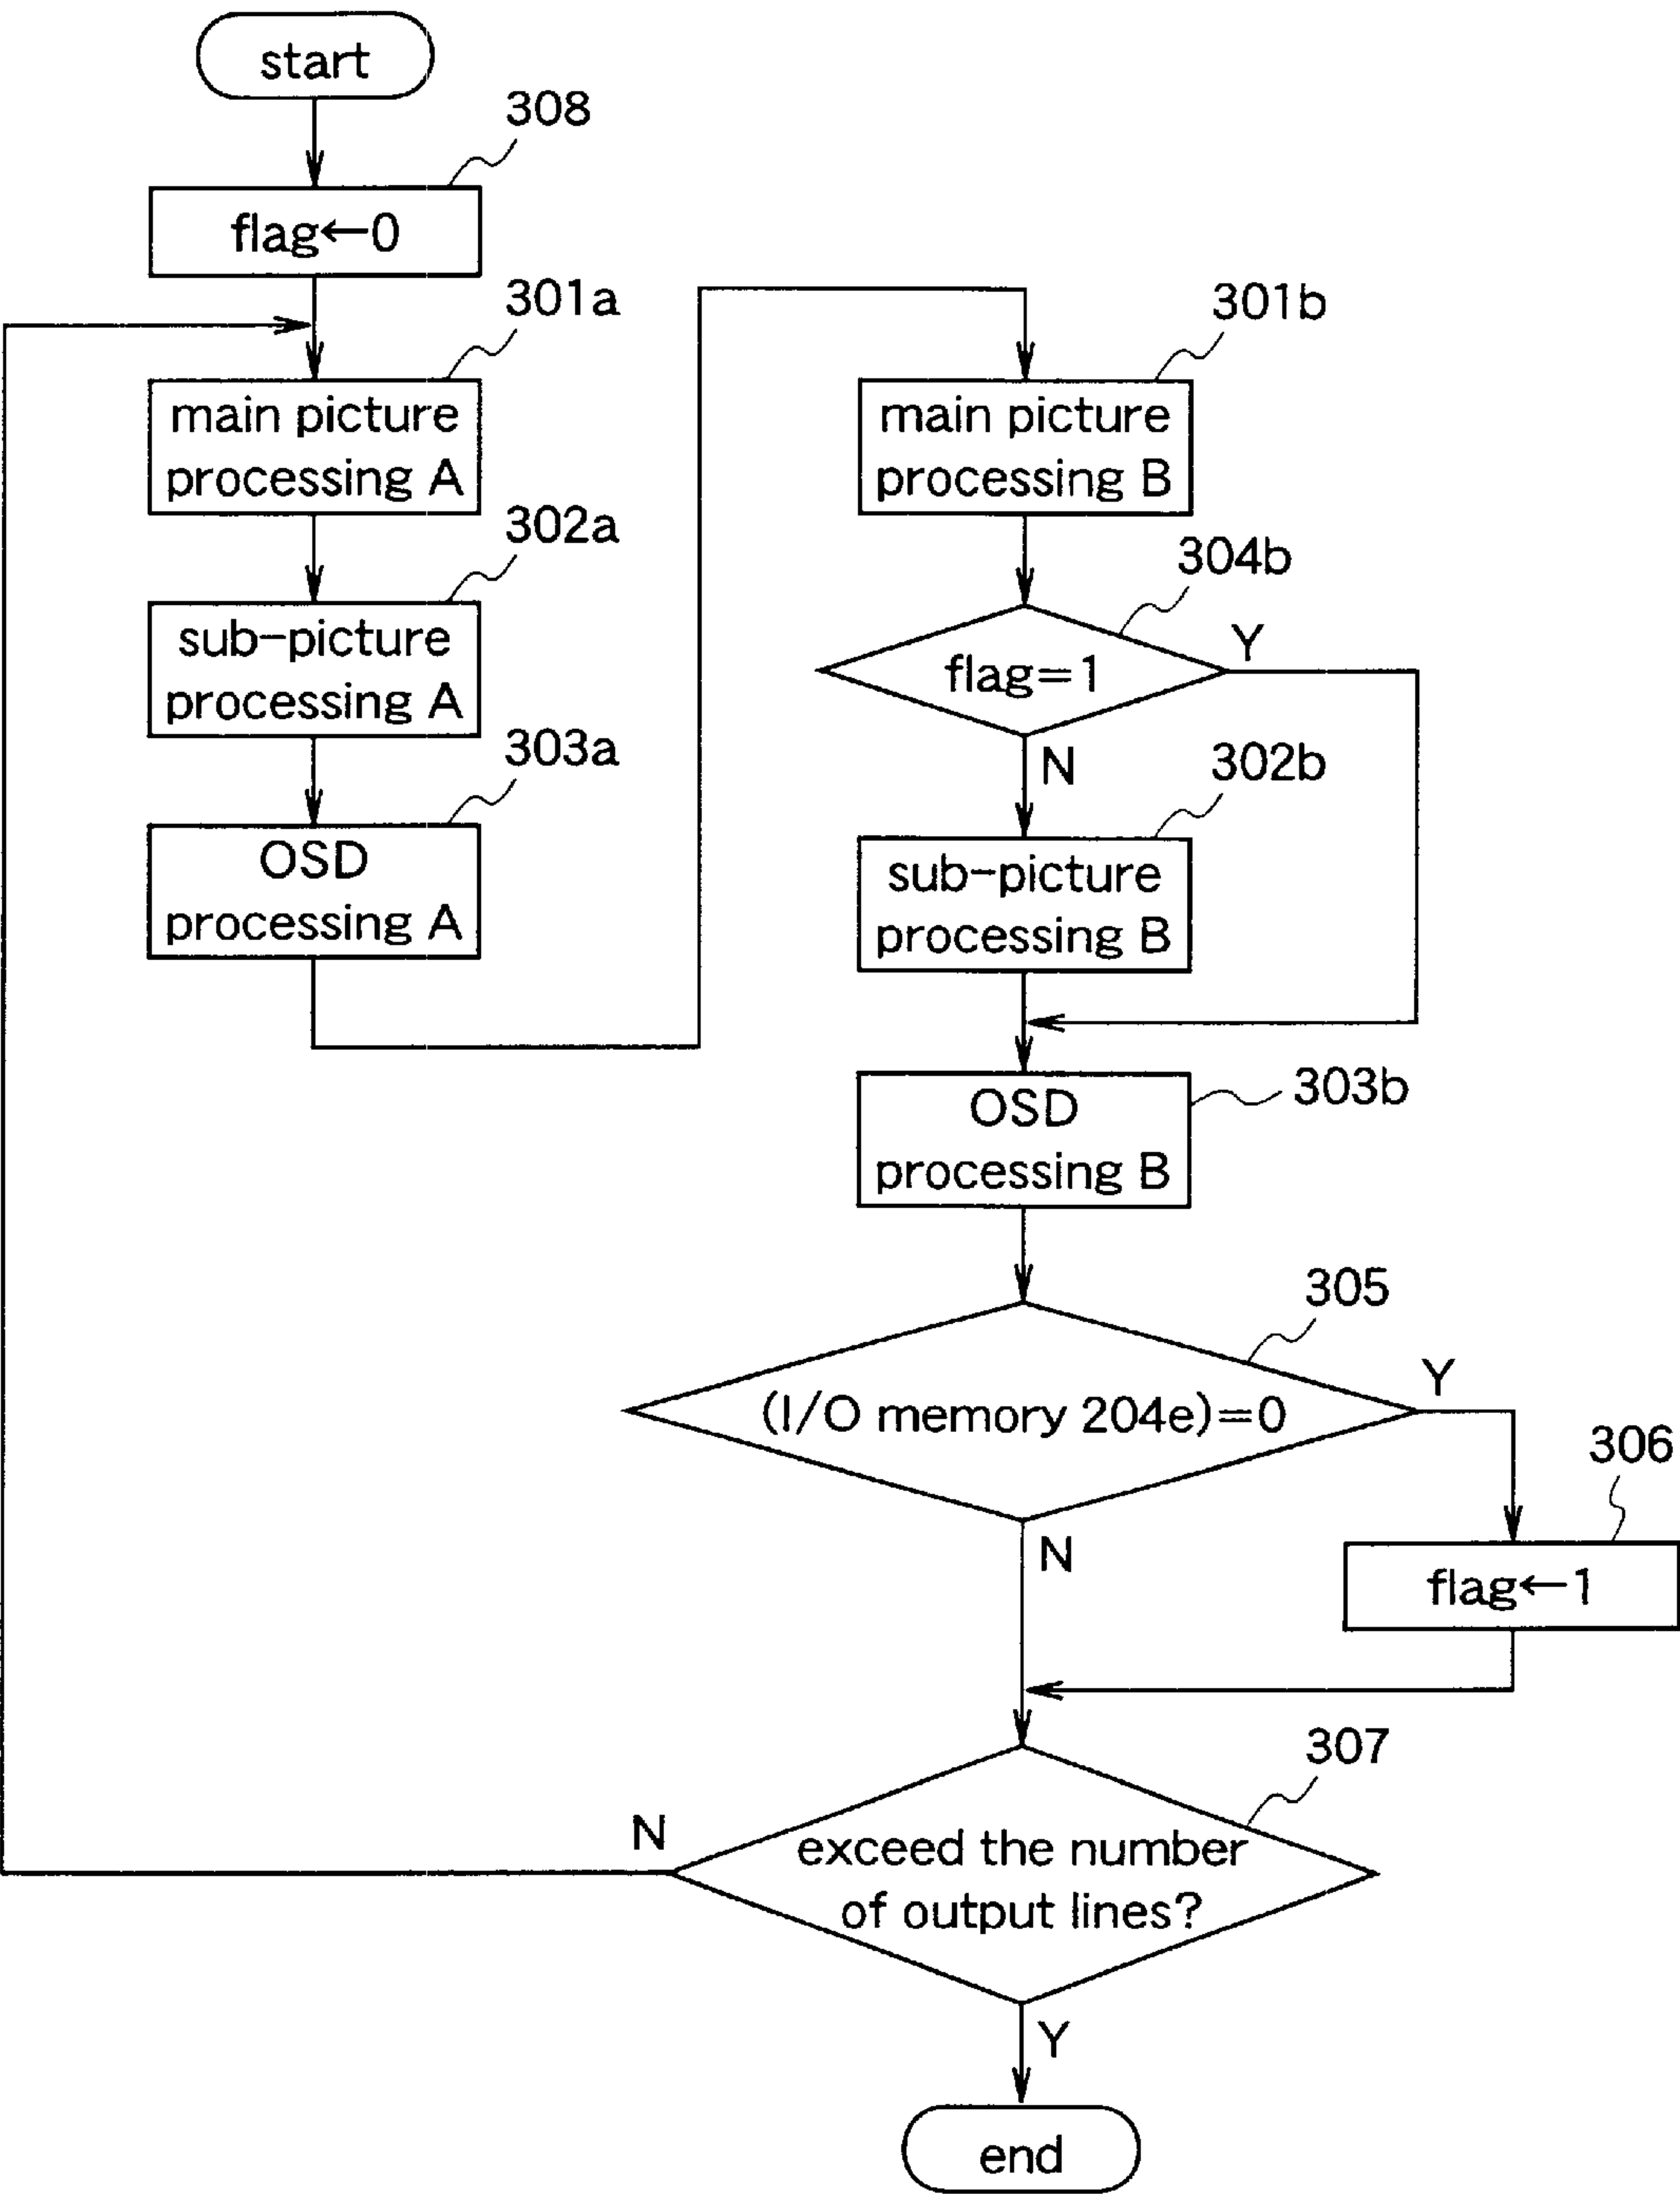 start
308
flag←0
301a
main picture
processing A
302a
sub-picture
processing A
303a
OSD
processing A
301b
main picture
processing B
304b
flag=1
Y
N
302b
sub-picture
processing B
303b
OSD
processing B
305
(I/O memory 204e)=0
Y
N
306
flag←1
307
exceed the number
of output lines?
N
Y
end